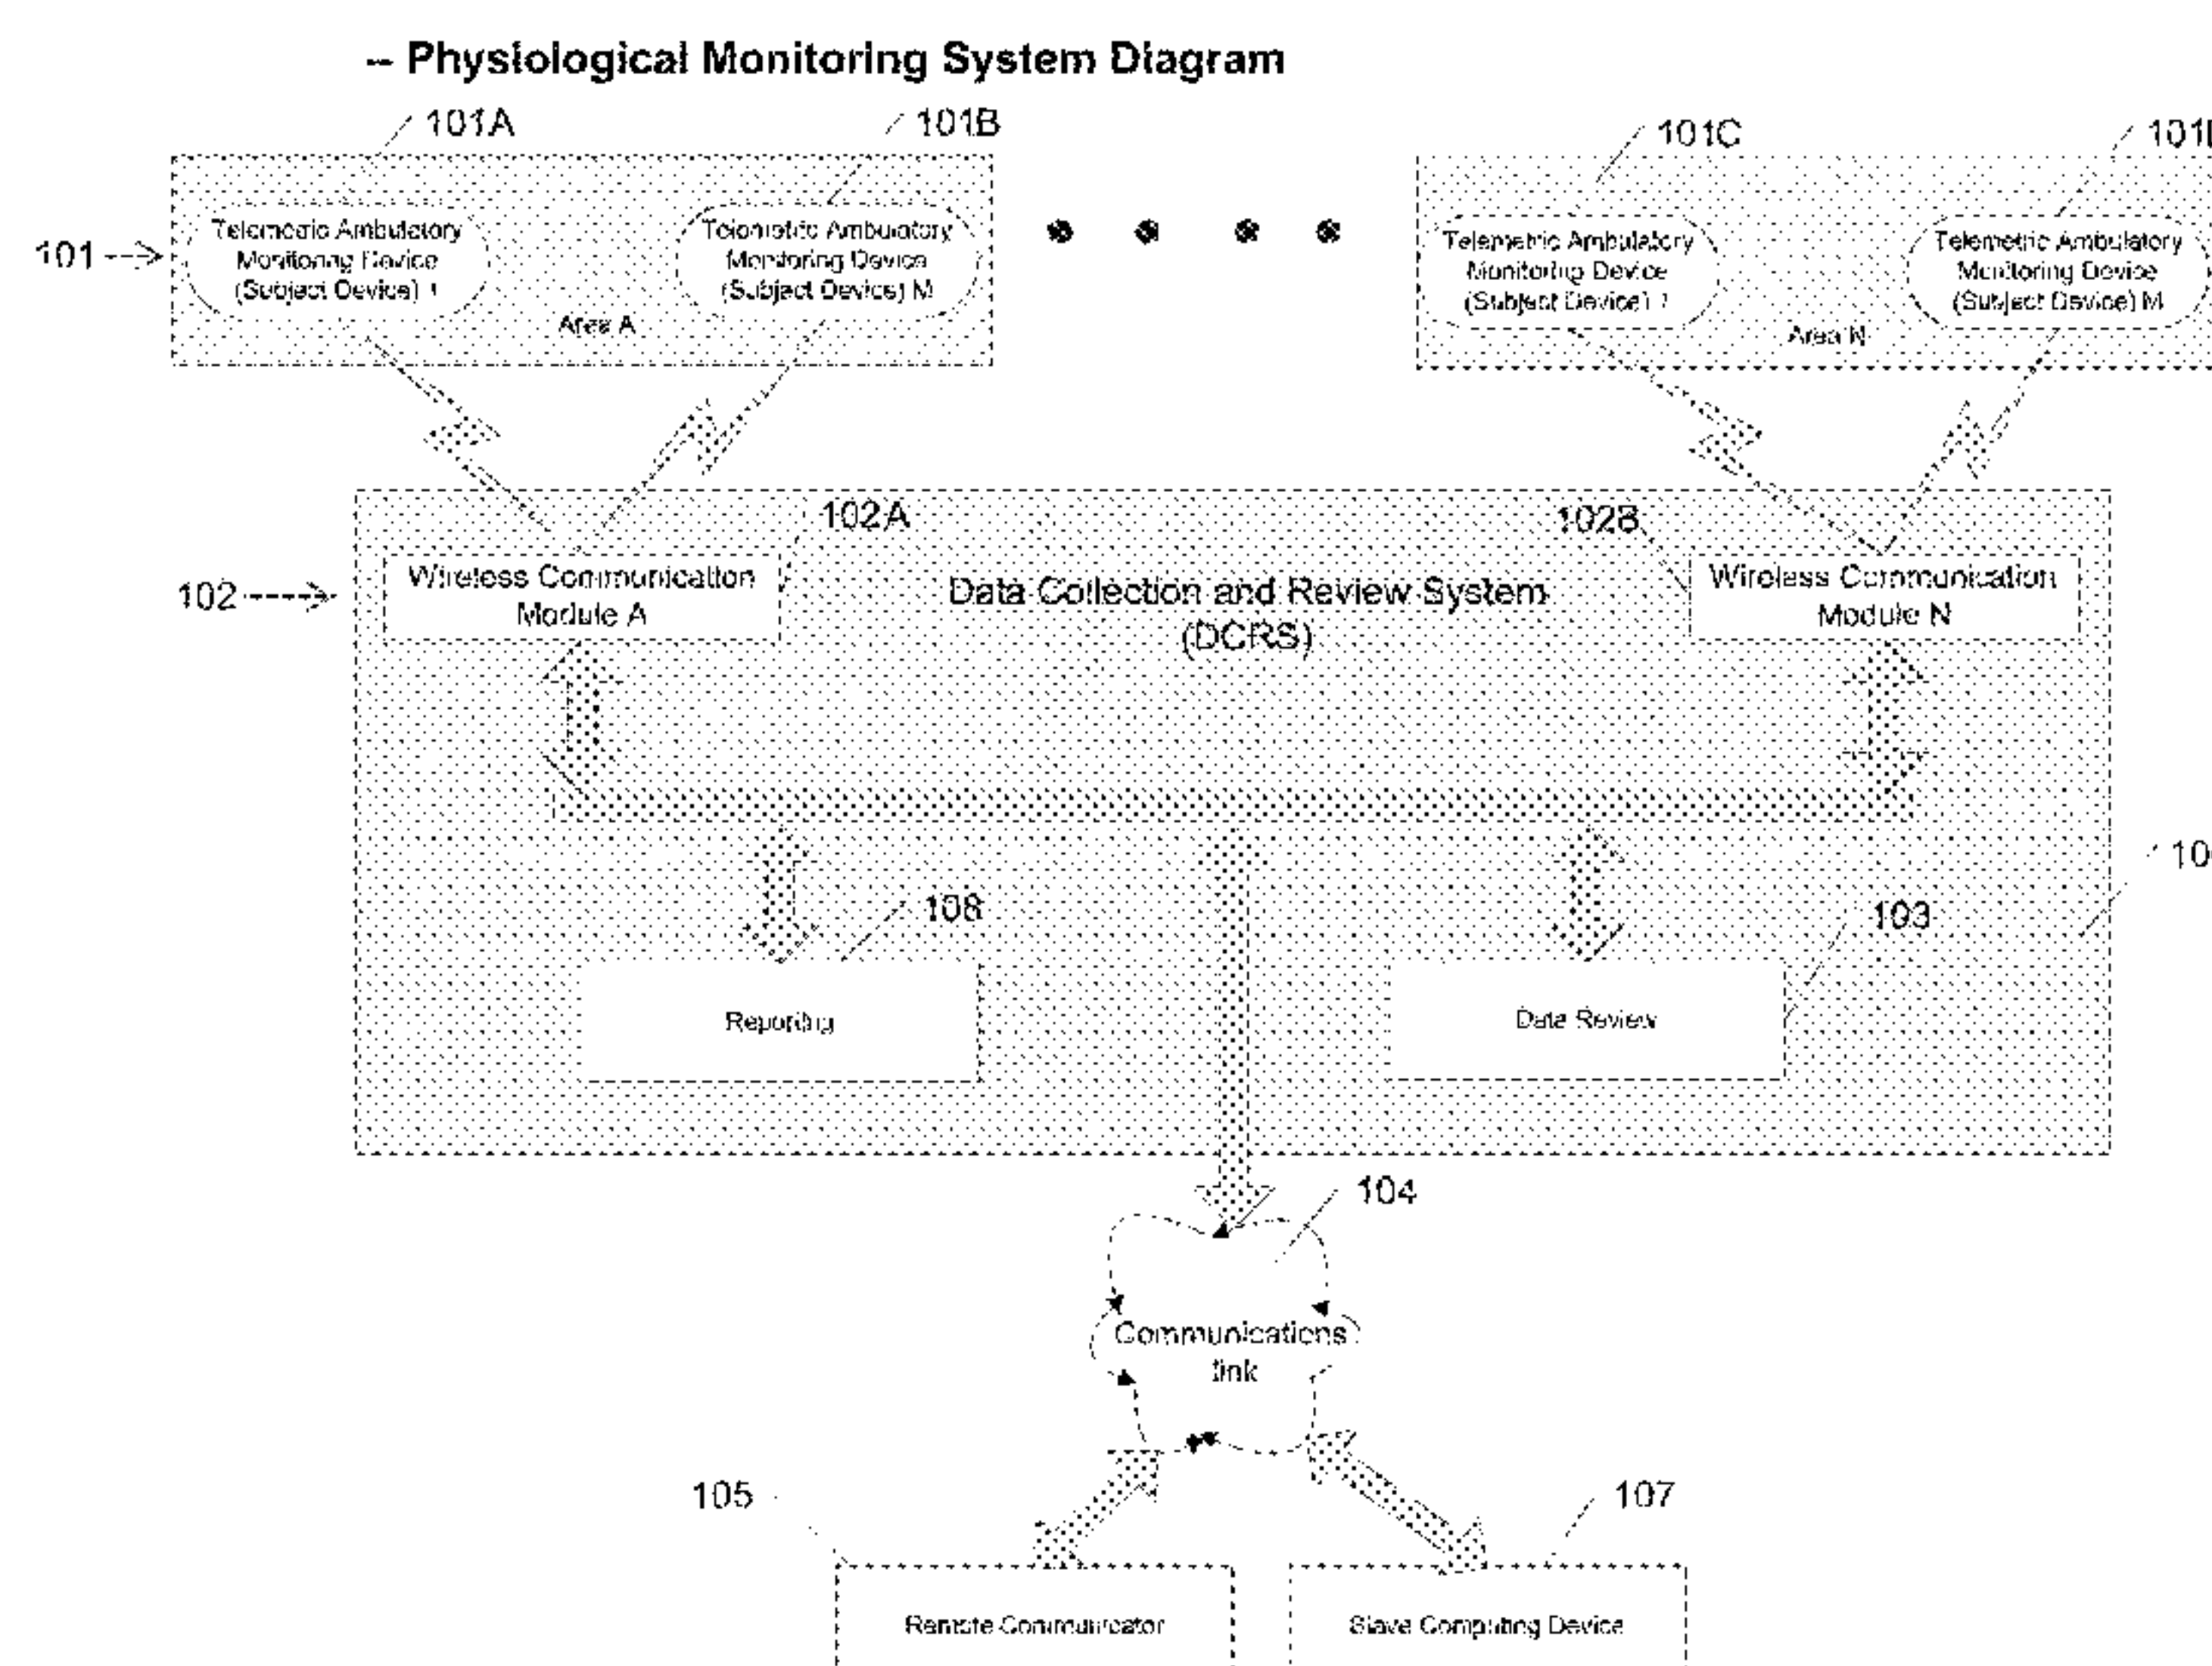 -- Physiological Monitoring System Diagram
101A
101B
101C
101
Telemetric Ambulatory
Monitoring Device
(Subject Device) 1
Area A
Telemetric Ambulatory
Monitoring Device
(Subject Device) M
Telemetric Ambulatory
Monitoring Device
(Subject Device) 1
Area N
Telemetric Ambulatory
Monitoring Device
(Subject Device) M
102
102A
102B
Wireless Communication
Module A
Data Collection and Review System
(DCRS)
Wireless Communication
Module N
108
103
10
Reporting
Data Review
104
Communications
link
105
107
Remote Communicator
Slave Computing Device